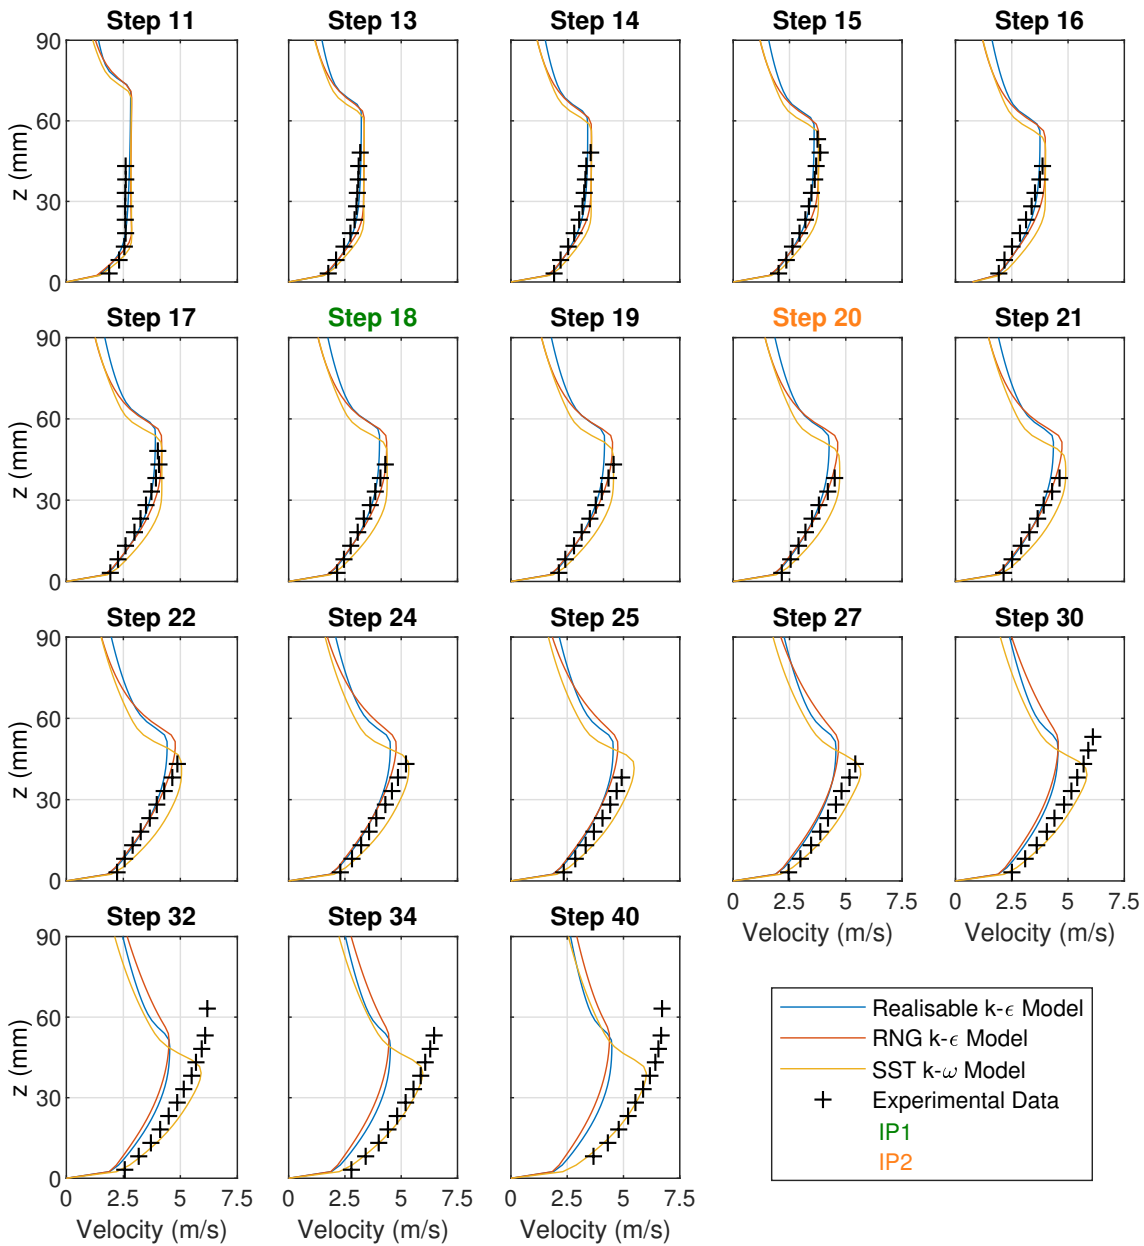 Step 11
Step 13
Step 14
Step 15
Step 16
90
60
30
0
z (mm)
Step 17
Step 18
Step 19
Step 20
Step 21
90
60
30
0
z (mm)
Step 22
Step 24
Step 25
Step 27
Step 30
90
60
30
0
z (mm)
0 2.5 5 7.5
Velocity (m/s)
0 2.5 5 7.5
Velocity (m/s)
Step 32
Step 34
Step 40
90
60
30
0
z (mm)
0 2.5 5 7.5
Velocity (m/s)
0 2.5 5 7.5
Velocity (m/s)
0 2.5 5 7.5
Velocity (m/s)
Realisable k-ϵ Model
RNG k-ϵ Model
SST k-ω Model
Experimental Data
IP1
IP2